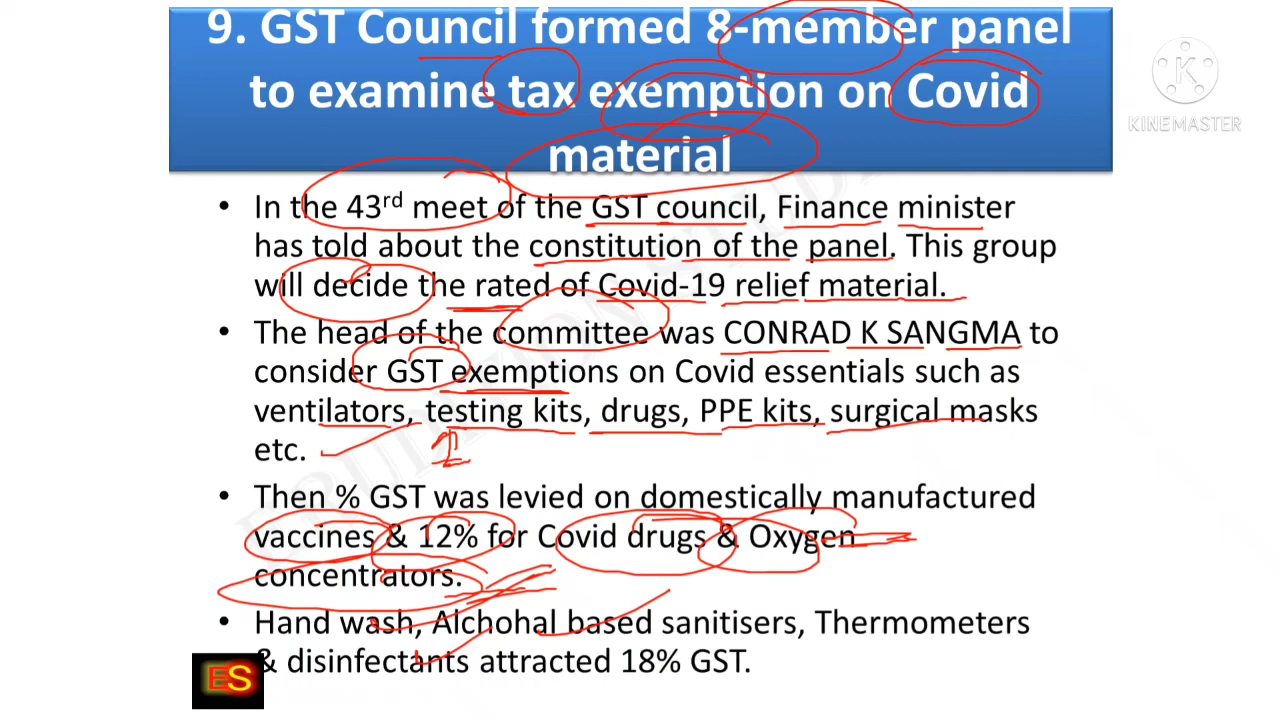 9. GST Council formed 8-member panel
to examine tax exemption on Covid
material
KINEMASTER
• In the 43rd meet of the GST council, Finance minister
has told about the constitution of the panel. This group
will decide the rated of Covid-19 relief material.
• The head of the committee was CONRAD K SANGMA to
consider GST exemptions on Covid essentials such as
ventilators, testing kits, drugs, PPE kits, surgical masks
etc.
• Then % GST was levied on domestically manufactured
vaccines & 12% for Covid drugs & Oxygen
concentrators.
• Hand wash, Alchohal based sanitisers, Thermometers
& disinfectants attracted 18% GST.
ES